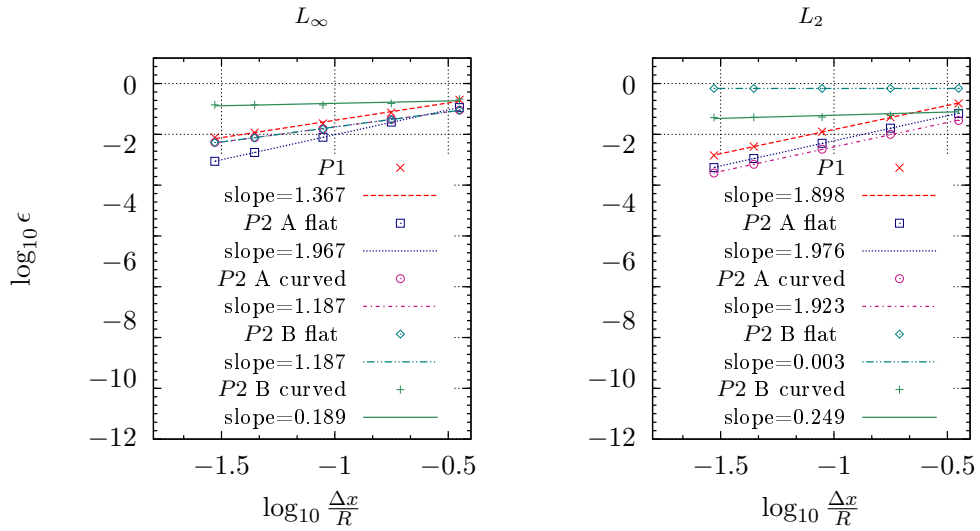 L∞
log₁₀ ϵ
0
−2
−4
−6
−8
−10
−12
P1
slope=1.367
P2 A flat
slope=1.967
P2 A curved
slope=1.187
P2 B flat
slope=1.187
P2 B curved
slope=0.189
−1.5 −1 −0.5
log₁₀ Δx/R
L₂
0
−2
−4
−6
−8
−10
−12
P1
slope=1.898
P2 A flat
slope=1.976
P2 A curved
slope=1.923
P2 B flat
slope=0.003
P2 B curved
slope=0.249
−1.5 −1 −0.5
log₁₀ Δx/R